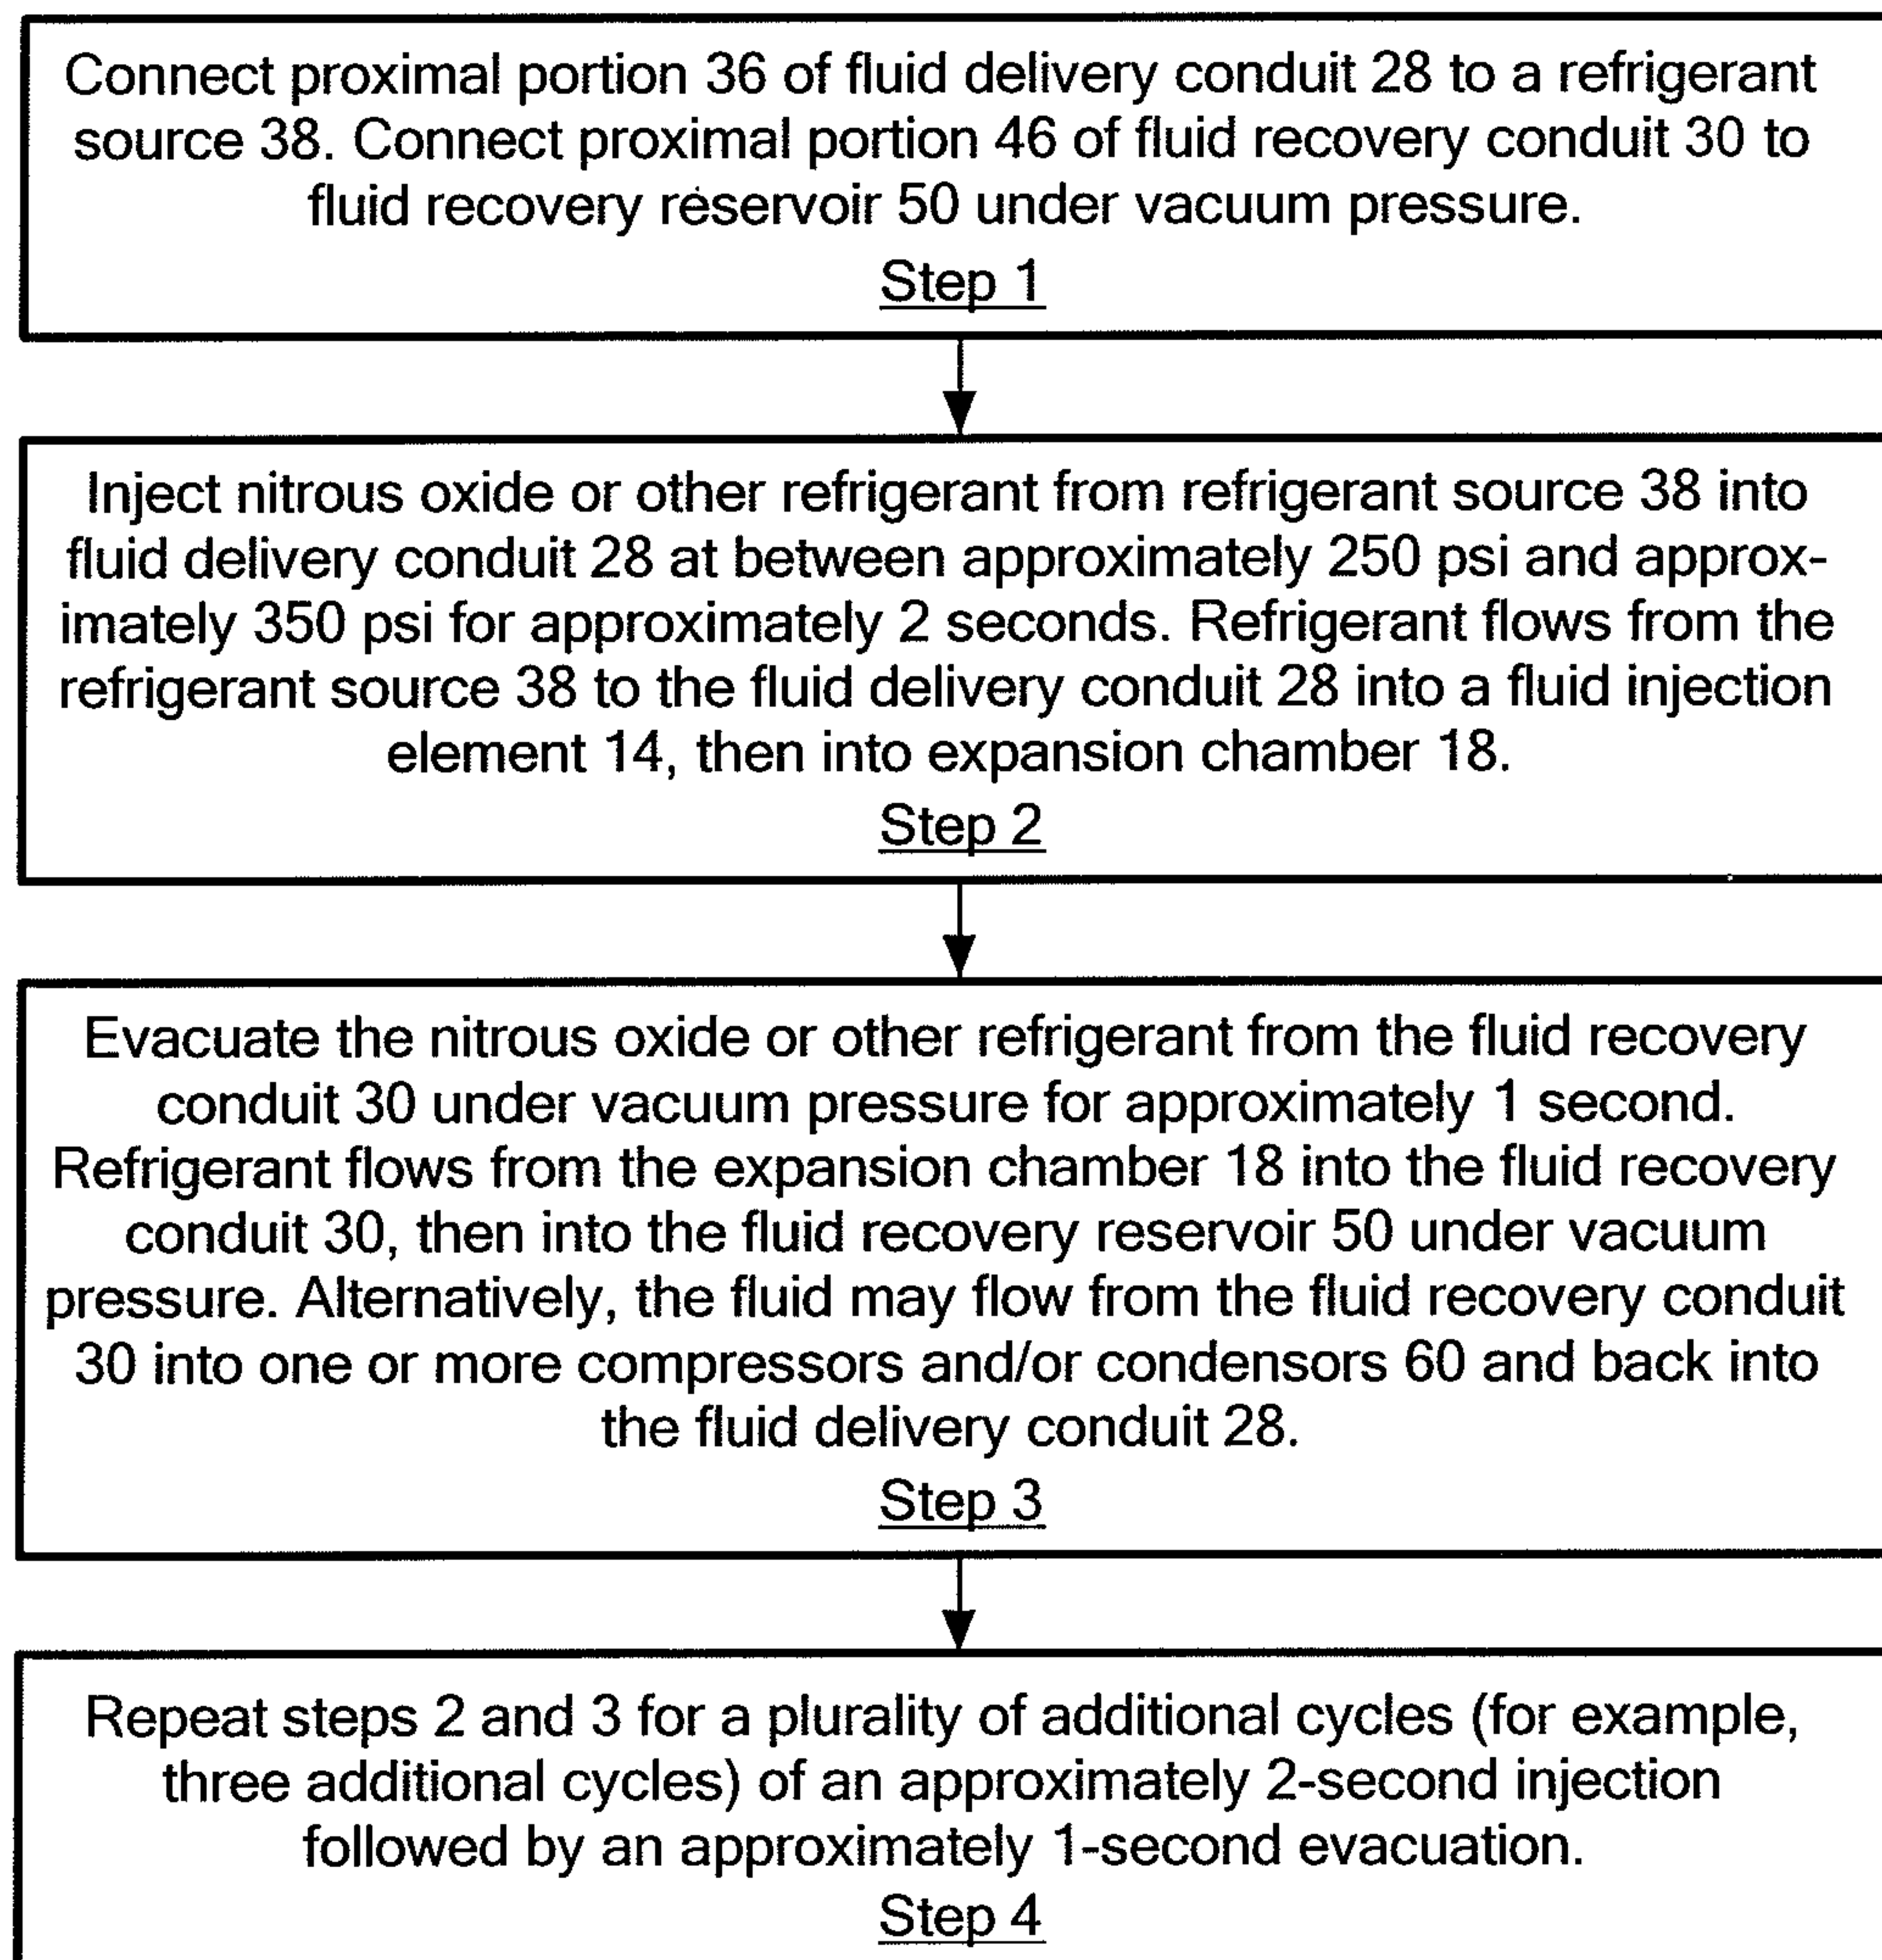 Connect proximal portion 36 of fluid delivery conduit 28 to a refrigerant
source 38. Connect proximal portion 46 of fluid recovery conduit 30 to
fluid recovery reservoir 50 under vacuum pressure.
Step 1
Inject nitrous oxide or other refrigerant from refrigerant source 38 into
fluid delivery conduit 28 at between approximately 250 psi and approx-
imately 350 psi for approximately 2 seconds. Refrigerant flows from the
refrigerant source 38 to the fluid delivery conduit 28 into a fluid injection
element 14, then into expansion chamber 18.
Step 2
Evacuate the nitrous oxide or other refrigerant from the fluid recovery
conduit 30 under vacuum pressure for approximately 1 second.
Refrigerant flows from the expansion chamber 18 into the fluid recovery
conduit 30, then into the fluid recovery reservoir 50 under vacuum
pressure. Alternatively, the fluid may flow from the fluid recovery conduit
30 into one or more compressors and/or condensors 60 and back into
the fluid delivery conduit 28.
Step 3
Repeat steps 2 and 3 for a plurality of additional cycles (for example,
three additional cycles) of an approximately 2-second injection
followed by an approximately 1-second evacuation.
Step 4